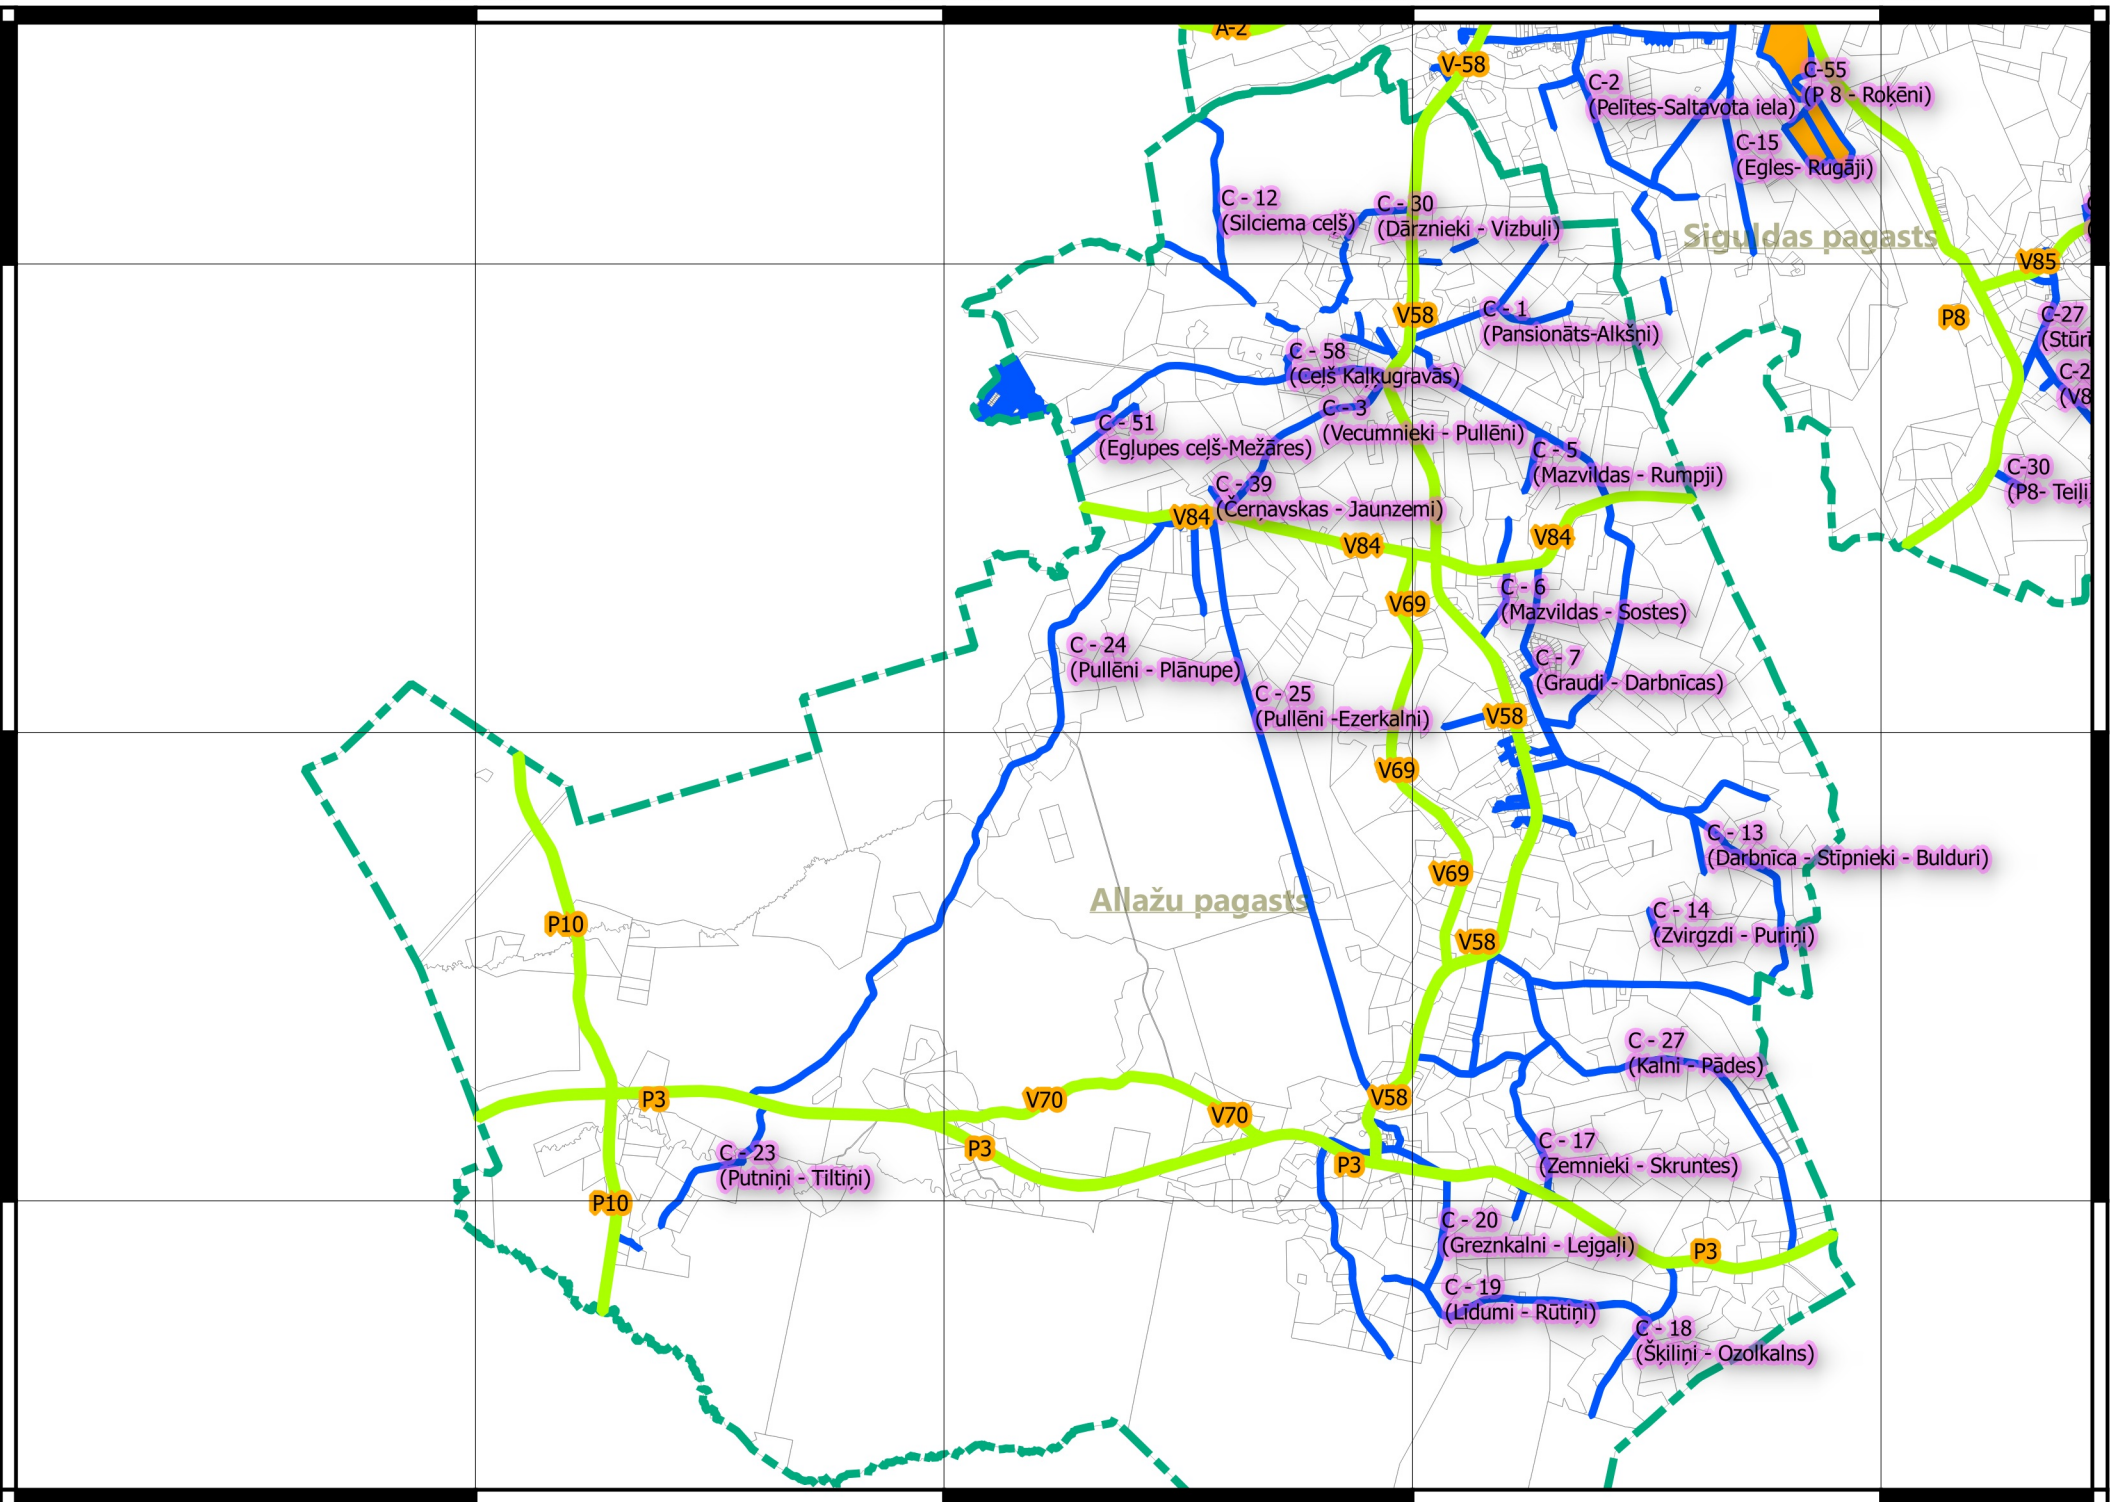 A-2
V-58
C-55
(P 8 - Roķēni)
C-2
(Pelītes-Saltavota iela)
C-15
(Egles- Rugāji)
C - 12
(Silciema ceļš)
C - 30
(Dārznieki - Vizbuļi)
Siguldas pagasts
V85
V58
C - 1
(Pansionāts-Alkšņi)
P8
C-27
C - 58
(Ceļš Kaļķugravās)
C - 3
(Vecumnieki - Pullēni)
C - 51
(Egļupes ceļš-Mežāres)
C - 5
(Mazvildas - Rumpji)
C-30
(P8- Teiļi
C - 39
(Čerņavskas - Jaunzemi)
V84
V84
V84
C - 6
(Mazvildas - Sostes)
V69
C - 24
(Pullēni - Plānupe)
C - 7
(Graudi - Darbnīcas)
C - 25
(Pullēni -Ezerkalni)
V58
V69
C - 13
(Darbnīca - Stīpnieki - Bulduri)
V69
Allažu pagasts
C - 14
(Zvirgzdi - Puriņi)
P10
V58
C - 27
(Kalni - Pādes)
P3
V70
V70
V58
C - 17
(Zemnieki - Skruntes)
P3
P3
C - 23
(Putniņi - Tiltiņi)
P10
C - 20
(Greznkalni - Lejgaļi)
P3
C - 19
(Līdumi - Rūtiņi)
C - 18
(Šķiliņi - Ozolkalns)